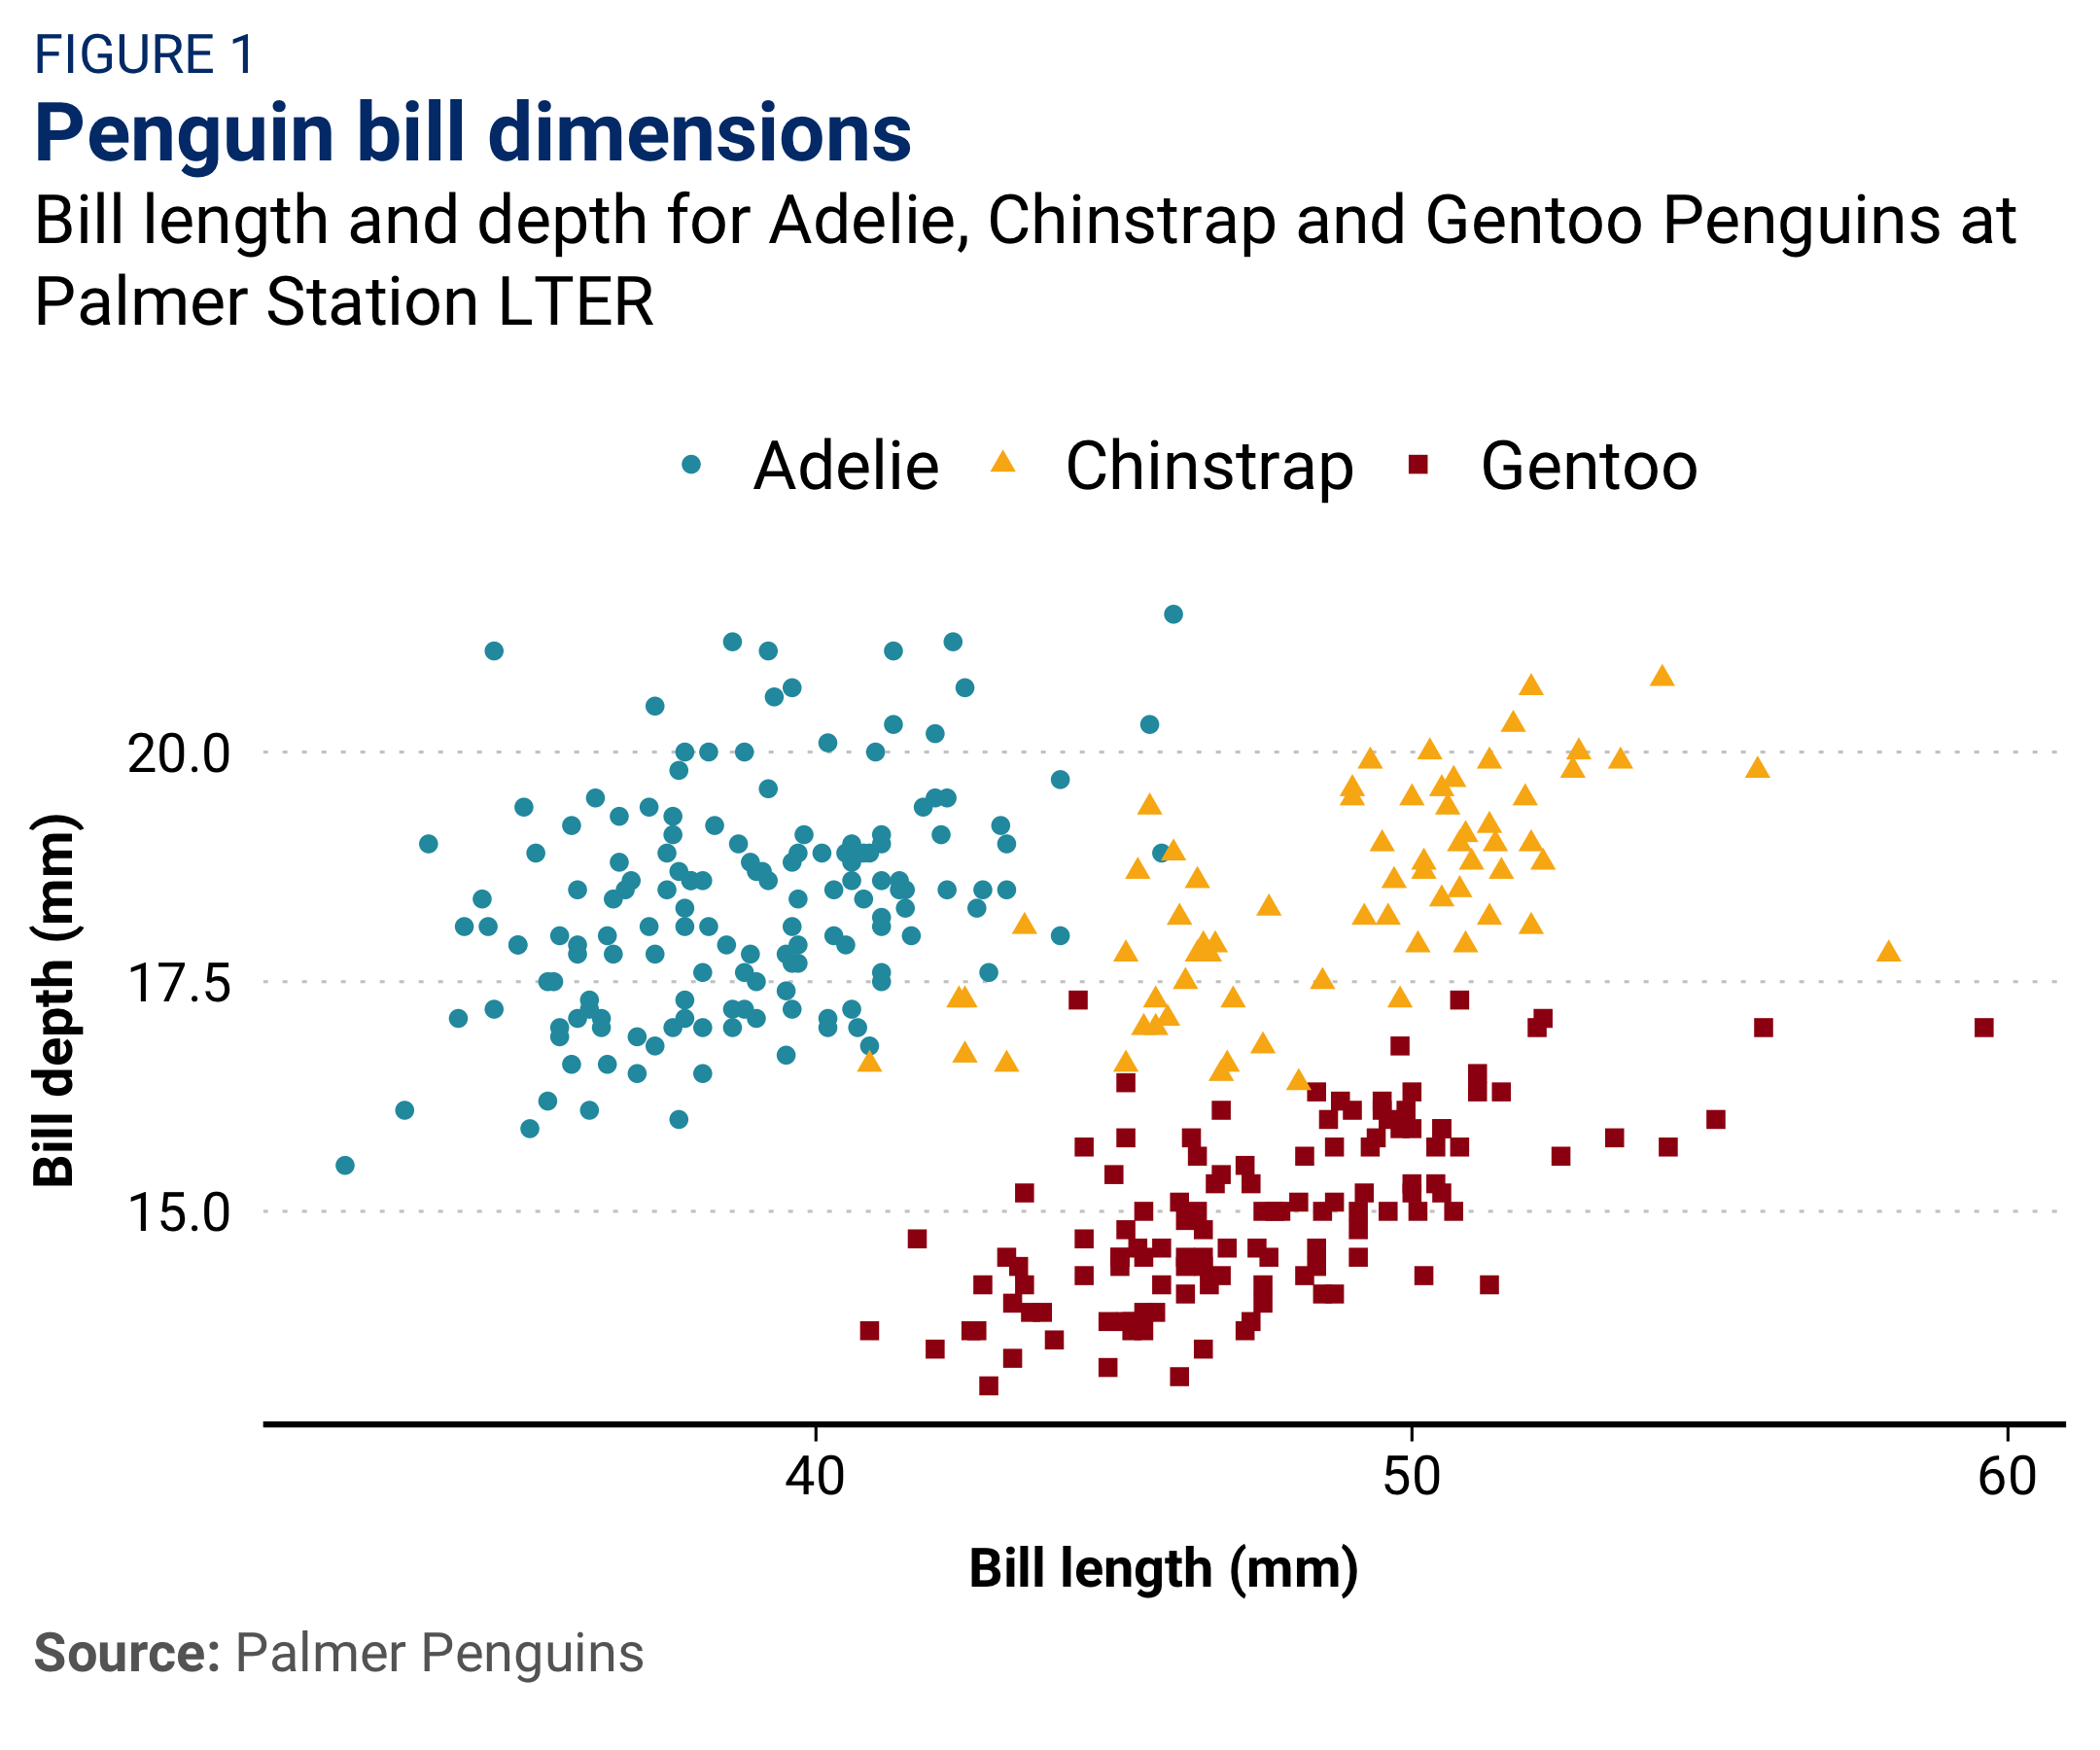 FIGURE 1
Penguin bill dimensions
Bill length and depth for Adelie, Chinstrap and Gentoo Penguins at
Palmer Station LTER
Adelie Chinstrap Gentoo
20.0
17.5
15.0
Bill depth (mm)
40 50 60
Bill length (mm)
Source: Palmer Penguins